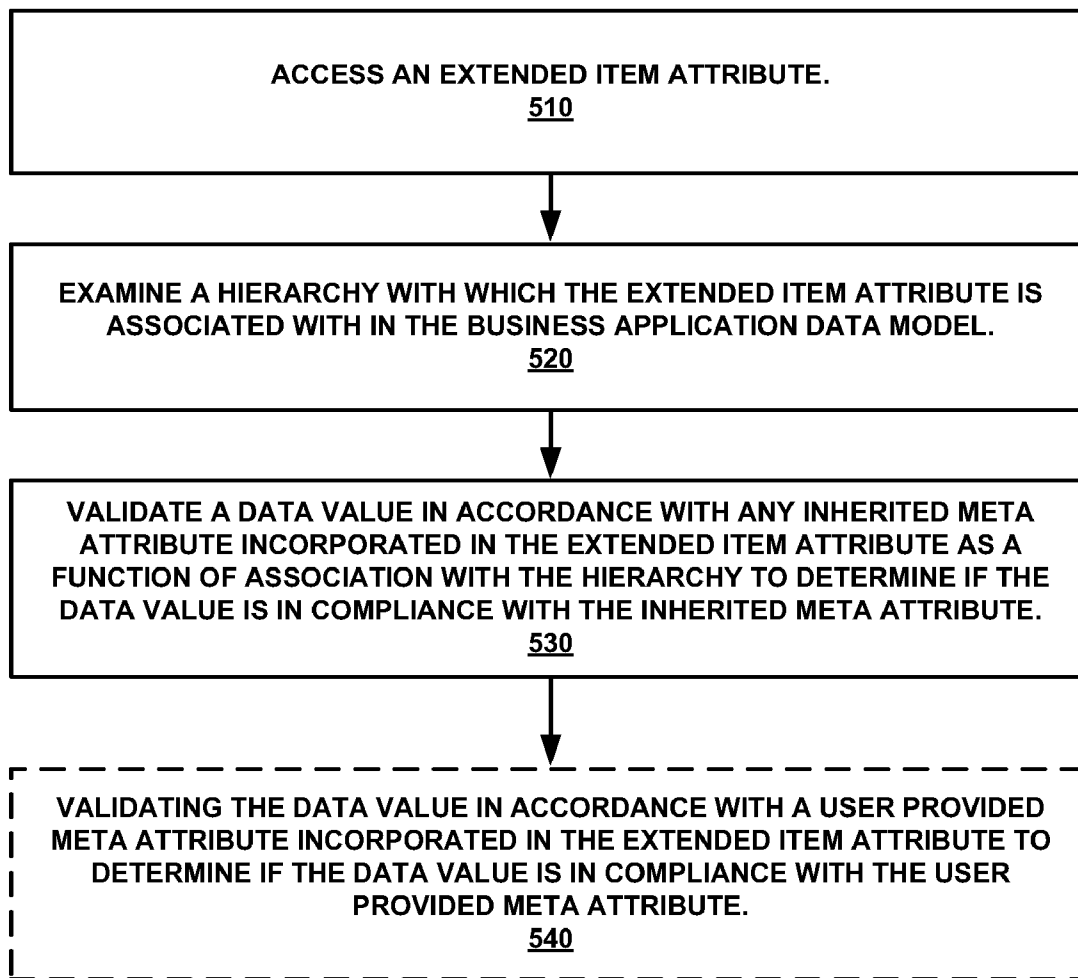 ACCESS AN EXTENDED ITEM ATTRIBUTE.
510
EXAMINE A HIERARCHY WITH WHICH THE EXTENDED ITEM ATTRIBUTE IS
ASSOCIATED WITH IN THE BUSINESS APPLICATION DATA MODEL.
520
VALIDATE A DATA VALUE IN ACCORDANCE WITH ANY INHERITED META
ATTRIBUTE INCORPORATED IN THE EXTENDED ITEM ATTRIBUTE AS A
FUNCTION OF ASSOCIATION WITH THE HIERARCHY TO DETERMINE IF THE
DATA VALUE IS IN COMPLIANCE WITH THE INHERITED META ATTRIBUTE.
530
VALIDATING THE DATA VALUE IN ACCORDANCE WITH A USER PROVIDED
META ATTRIBUTE INCORPORATED IN THE EXTENDED ITEM ATTRIBUTE TO
DETERMINE IF THE DATA VALUE IS IN COMPLIANCE WITH THE USER
PROVIDED META ATTRIBUTE.
540